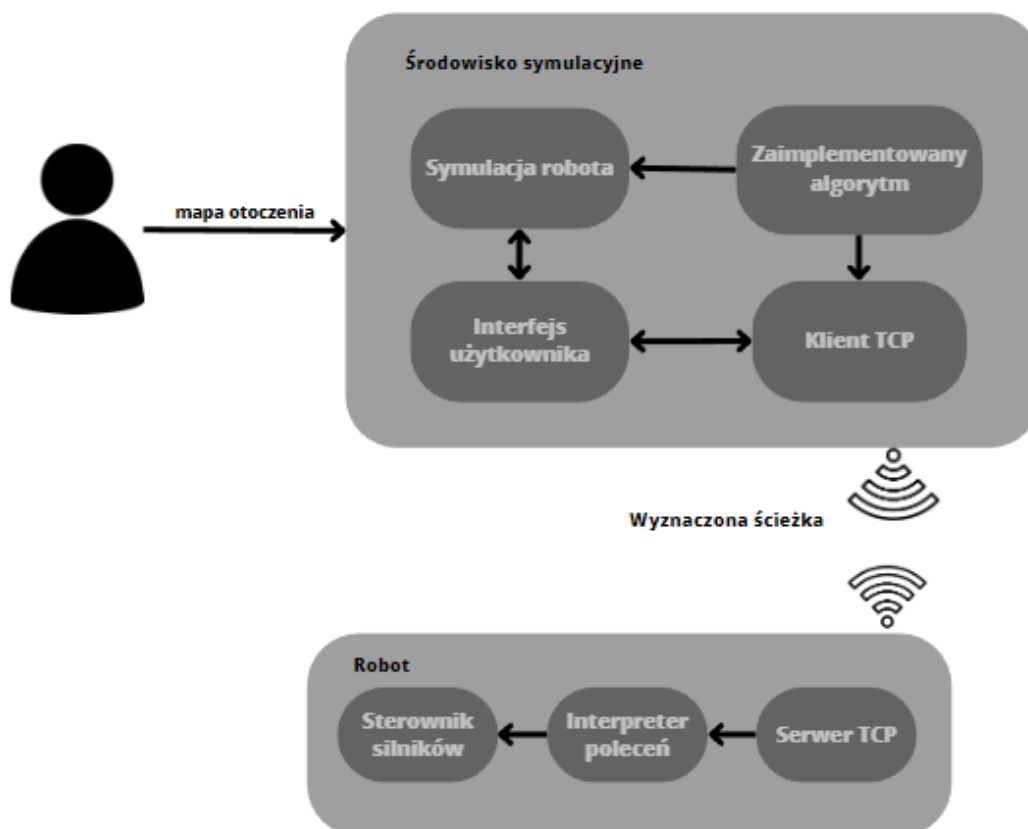 Środowisko symulacyjne
Symulacja robota
Zaimplementowany
algorytm
mapa otoczenia
Interfejs
użytkownika
Klient TCP
Wyznaczona ścieżka
Robot
Sterownik
silników
Interpreter
poleceń
Serwer TCP